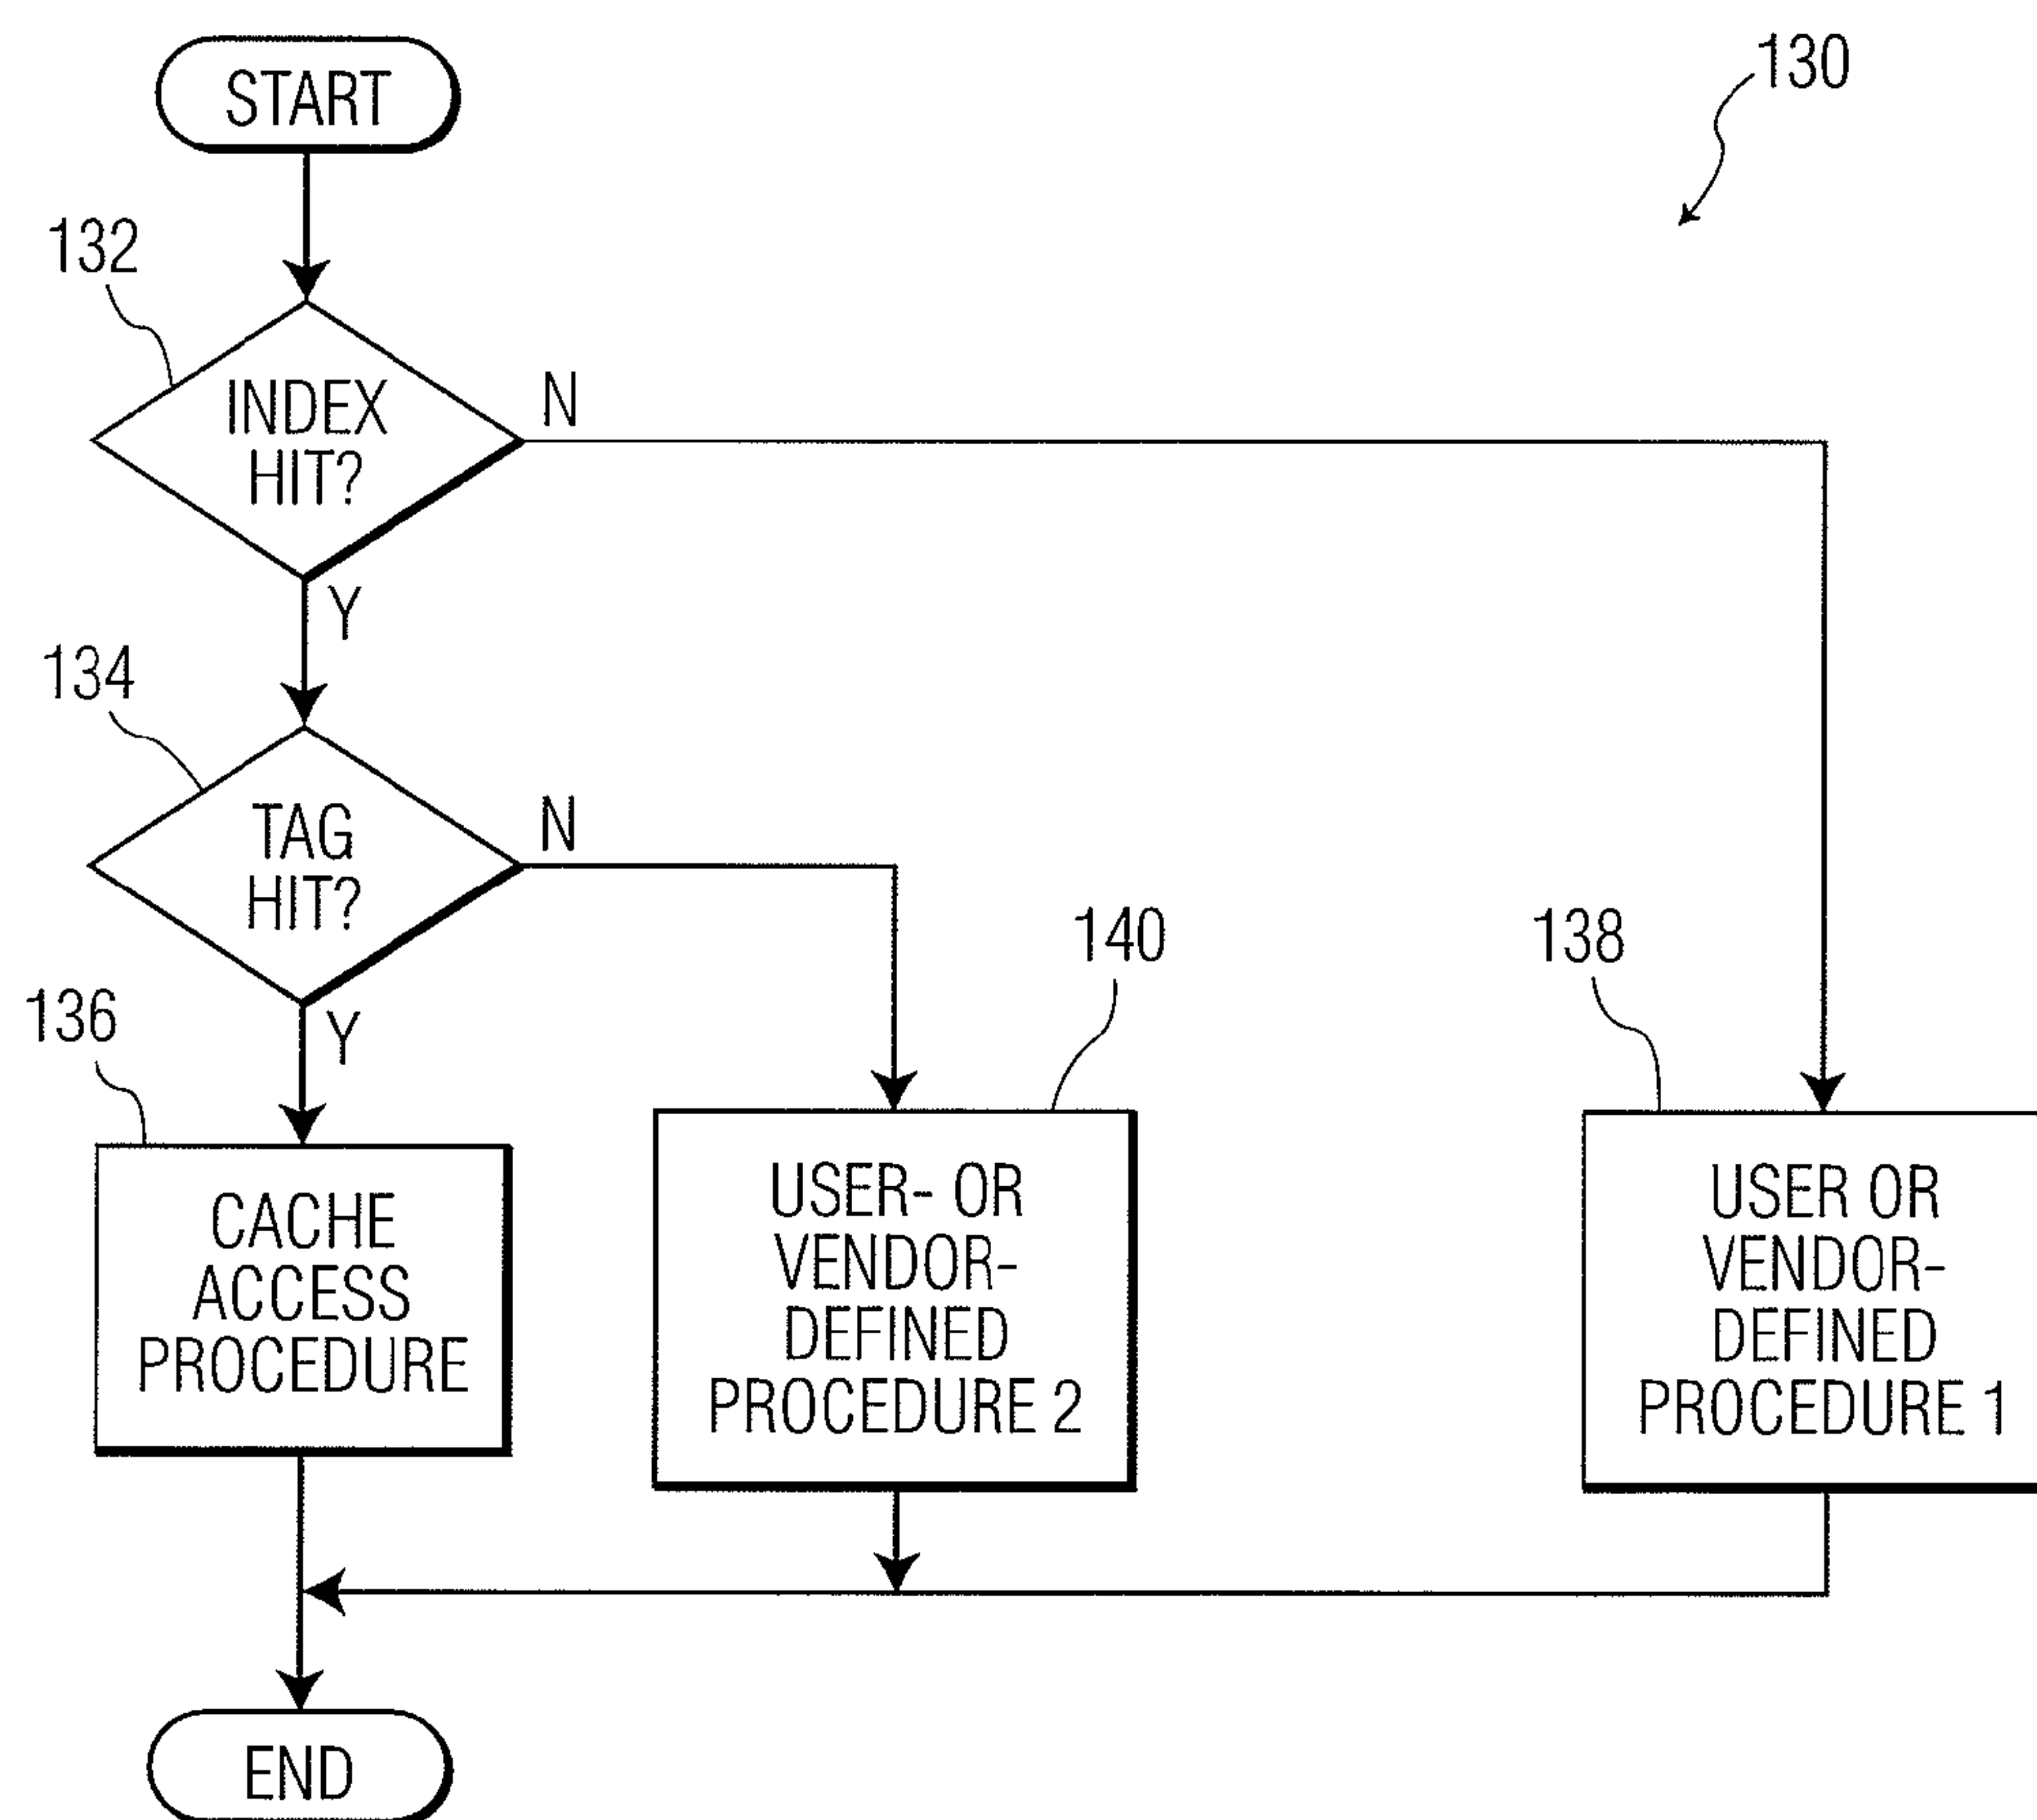 START
130
132
INDEX
HIT?
N
Y
134
TAG
HIT?
N
Y
140
138
136
CACHE
ACCESS
PROCEDURE
USER- OR
VENDOR-
DEFINED
PROCEDURE 2
USER OR
VENDOR-
DEFINED
PROCEDURE 1
END